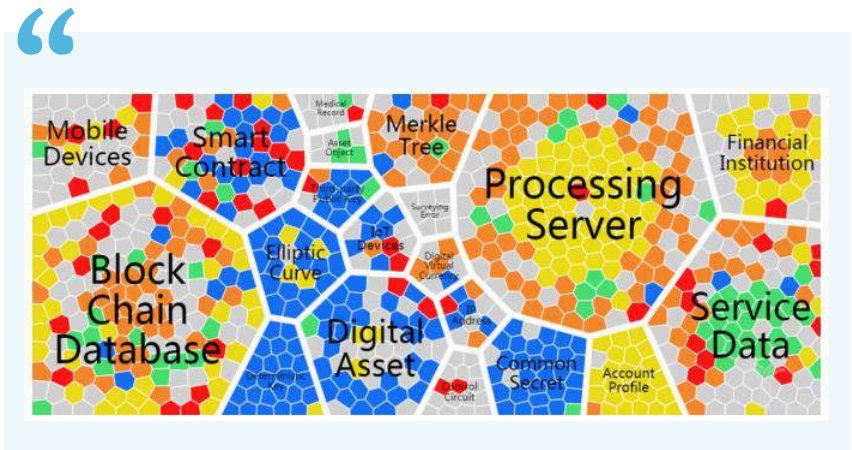 “
Mobile
Devices
Smart
Contract
Medical
Record
Asset
Object
Merkle
Tree
Financial
Institution
Third-party
Public Key
Surveying
Error
Processing
Server
IoT
Devices
Elliptic
Curve
Digital
Virtual
Currency
Block
Chain
Database
IP
Address
Digital
Asset
Service
Data
Deterministic
Key
Control
Circuit
Common
Secret
Account
Profile